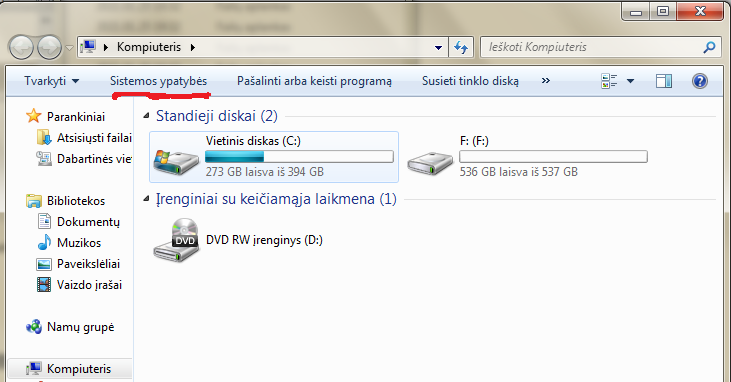 Kompiuteris
Ieškoti Kompiuteris
Tvarkyti
Sistemos ypatybės
Pašalinti arba keisti programą
Susieti tinklo diską
»
Parankiniai
Atsisiųsti failai
Dabartinės vie
Bibliotekos
Dokumentų
Muzikos
Paveikslėliai
Vaizdo įrašai
Namų grupė
Kompiuteris
Standieji diskai (2)
Vietinis diskas (C:)
273 GB laisva iš 394 GB
F: (F:)
536 GB laisva iš 537 GB
Įrenginiai su keičiamąja laikmena (1)
DVD
DVD RW įrenginys (D:)